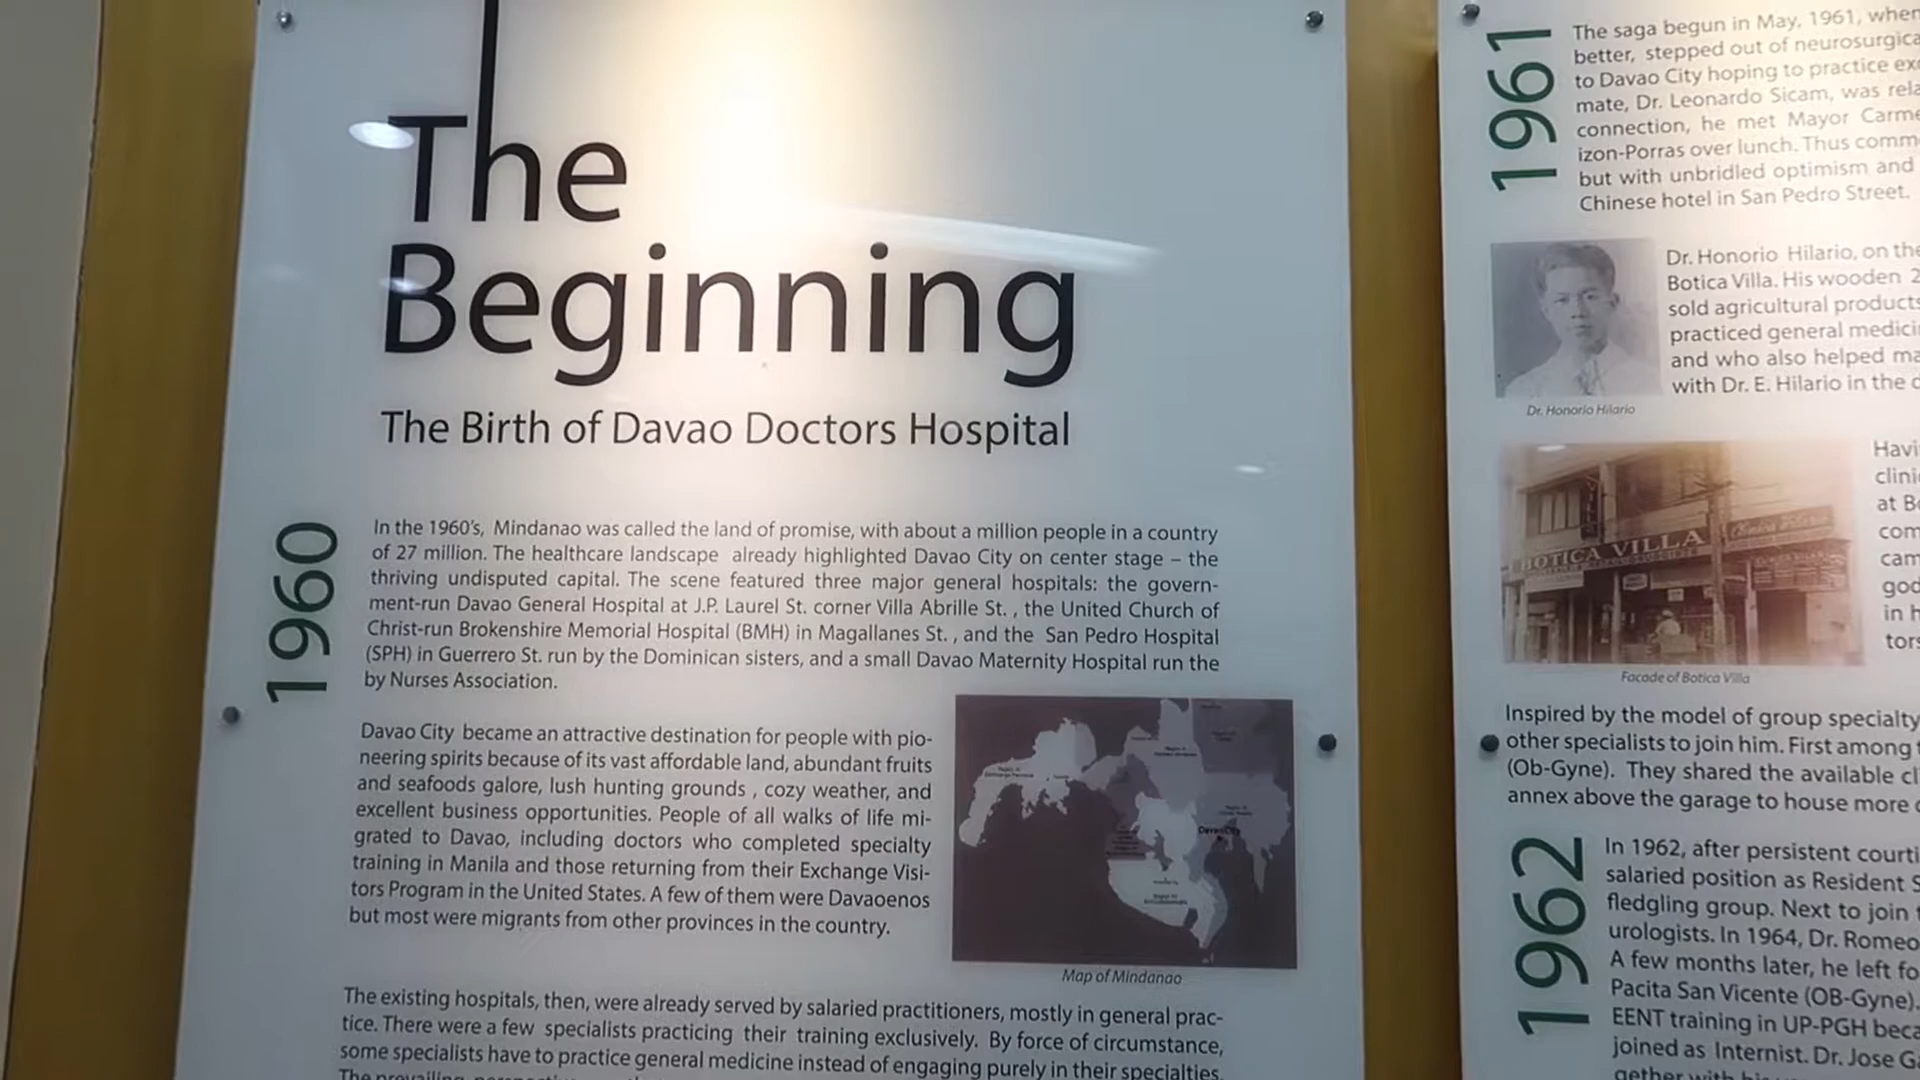 The
Beginning
The Birth of Davao Doctors Hospital
1960
In the 1960's, Mindanao was called the land of promise, with about a million people in a country
of 27 million. The healthcare landscape already highlighted Davao City on center stage – the
thriving undisputed capital. The scene featured three major general hospitals: the govern-
ment-run Davao General Hospital at J.P. Laurel St. corner Villa Abrille St. , the United Church of
Christ-run Brokenshire Memorial Hospital (BMH) in Magallanes St. , and the San Pedro Hospital
(SPH) in Guerrero St. run by the Dominican sisters, and a small Davao Maternity Hospital run the
by Nurses Association.
Davao City became an attractive destination for people with pio-
neering spirits because of its vast affordable land, abundant fruits
and seafoods galore, lush hunting grounds , cozy weather, and
excellent business opportunities. People of all walks of life mi-
grated to Davao, including doctors who completed specialty
training in Manila and those returning from their Exchange Visi-
tors Program in the United States. A few of them were Davaoenos
but most were migrants from other provinces in the country.
Davao City
Map of Mindanao
The existing hospitals, then, were already served by salaried practitioners, mostly in general prac-
tice. There were a few specialists practicing their training exclusively. By force of circumstance,
some specialists have to practice general medicine instead of engaging purely in their specialties.
The prevailing
1961
The saga begun in May, 1961, when
better, stepped out of neurosurgica
to Davao City hoping to practice
mate, Dr. Leonardo Sicam, was
connection, he met Mayor
izon-Porras over lunch. Thus
but with unbridled optimism and
Chinese hotel in San Pedro Street.
Dr. Honorio Hilario, on the
Botica Villa. His wooden 2
sold agricultural products
practiced general
and who also helped
with Dr. E. Hilario in the
Dr. Honorio Hilario
BOTICA VILLA
Facade of Botica Villa
Havi
clini
at
com
cam
god
in
tors
Inspired by the model of group specialty
other specialists to join him. First among
(Ob-Gyne). They shared the available
annex above the garage to house more
1962
In 1962, after persistent
salaried position as Resident
fledgling group. Next to join
urologists. In 1964, Dr. Romeo
A few months later, he left
Pacita San Vicente (OB-Gyne).
EENT training in UP-PGH
joined as Internist. Dr. Jose
gether with